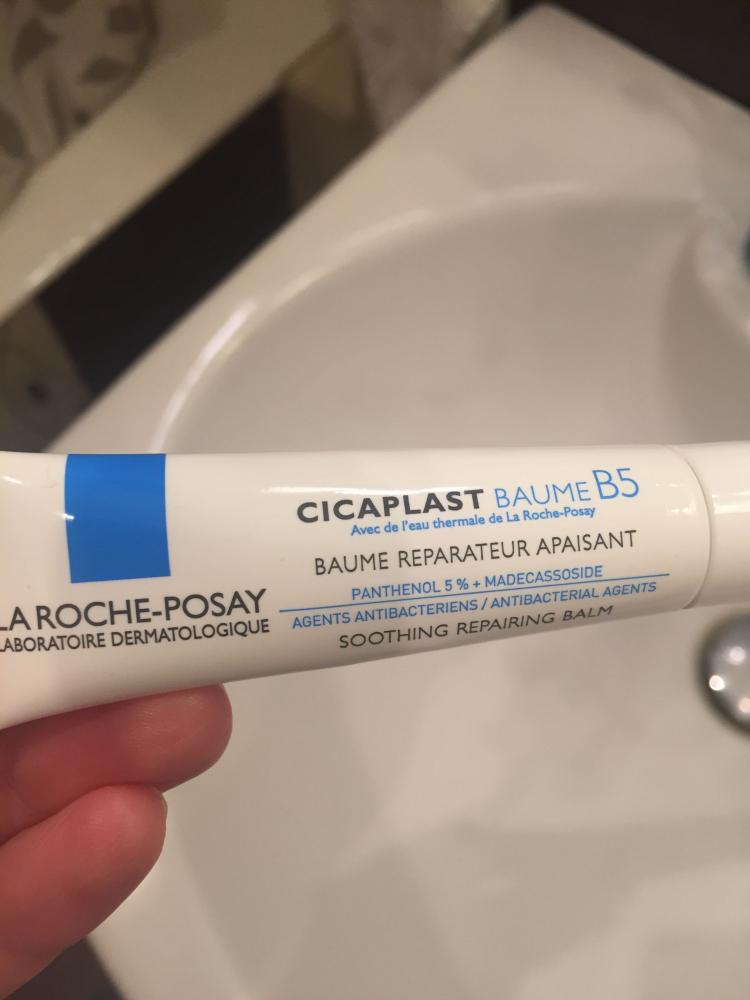 LA ROCHE-POSAY
LABORATOIRE DERMATOLOGIQUE
CICAPLAST BAUME B5
Avec de l'eau thermale de La Roche-Posay
BAUME REPARATEUR APAISANT
PANTHENOL 5 % + MADECASSOSIDE
AGENTS ANTIBACTERIENS / ANTIBACTERIAL AGENTS
SOOTHING REPAIRING BALM